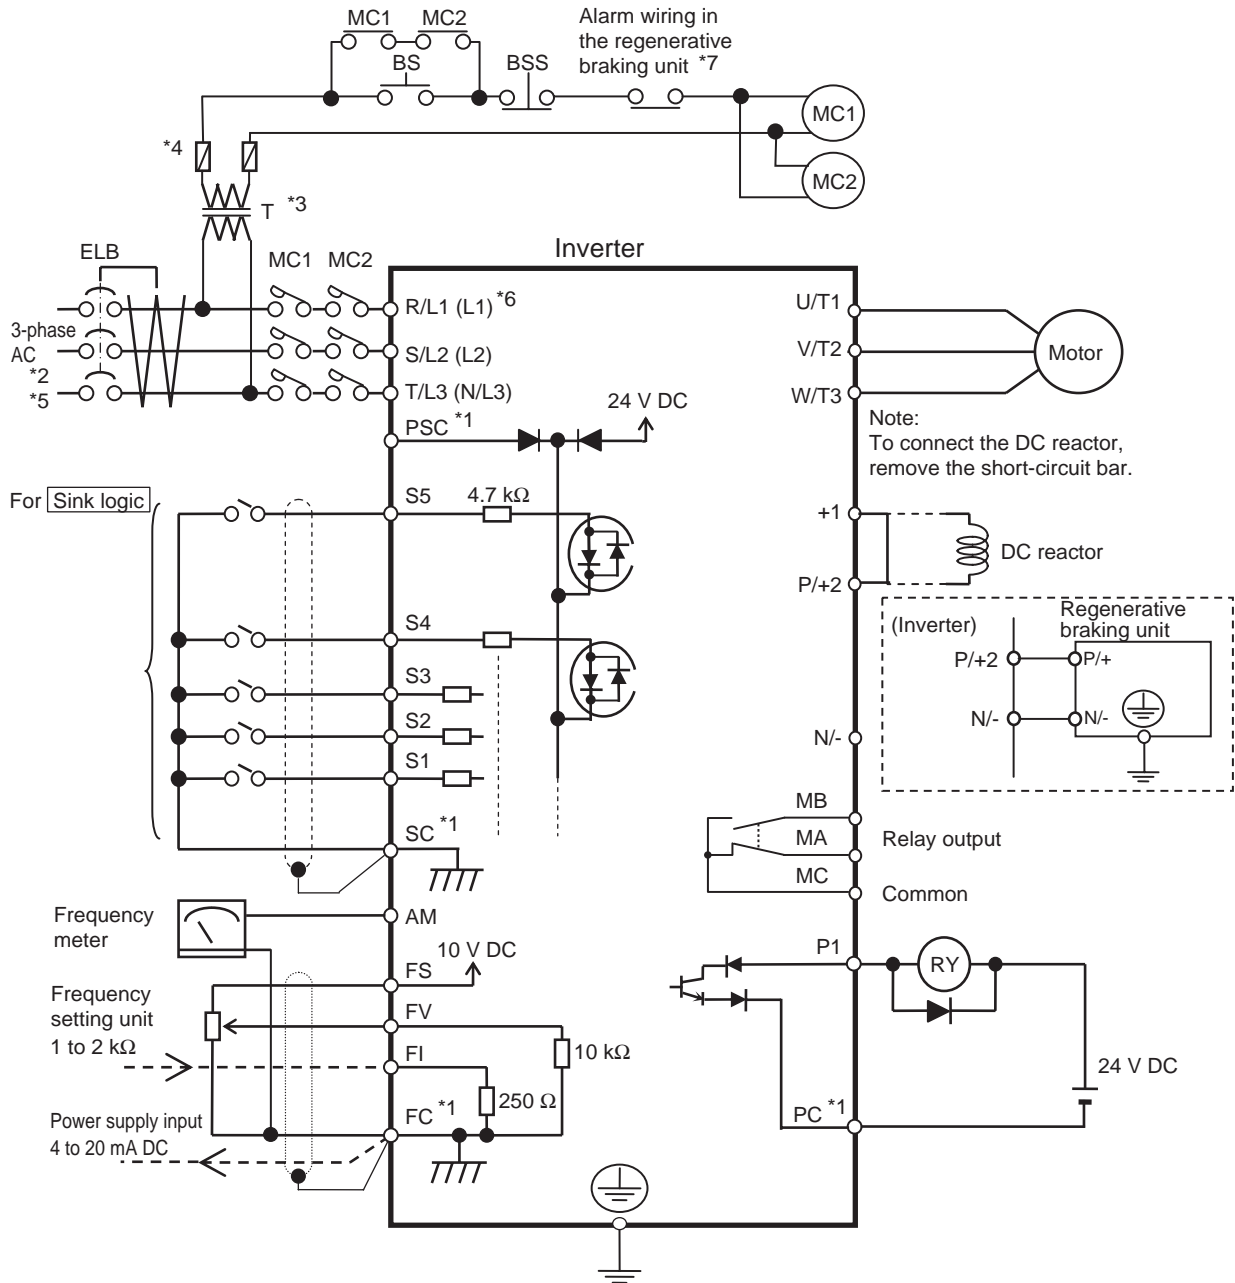 MC1 MC2
Alarm wiring in
the regenerative
braking unit *7
BS
BSS
MC1
*4
MC2
T *3
ELB
MC1 MC2
Inverter
R/L1 (L1) *6
U/T1
3-phase
AC
*2
*5
S/L2 (L2)
V/T2
Motor
T/L3 (N/L3)
W/T3
24 V DC
PSC *1
Note:
To connect the DC reactor,
remove the short-circuit bar.
For Sink logic
S5
4.7 kΩ
+1
DC reactor
P/+2
S4
(Inverter)
Regenerative
braking unit
P/+2
P/+
S3
N/-
N/-
S2
N/-
S1
MB
SC *1
MA
Relay output
MC
Common
Frequency
meter
AM
10 V DC
P1
RY
FS
Frequency
setting unit
1 to 2 kΩ
FV
FI
10 kΩ
24 V DC
250 Ω
Power supply input
4 to 20 mA DC
FC *1
PC *1